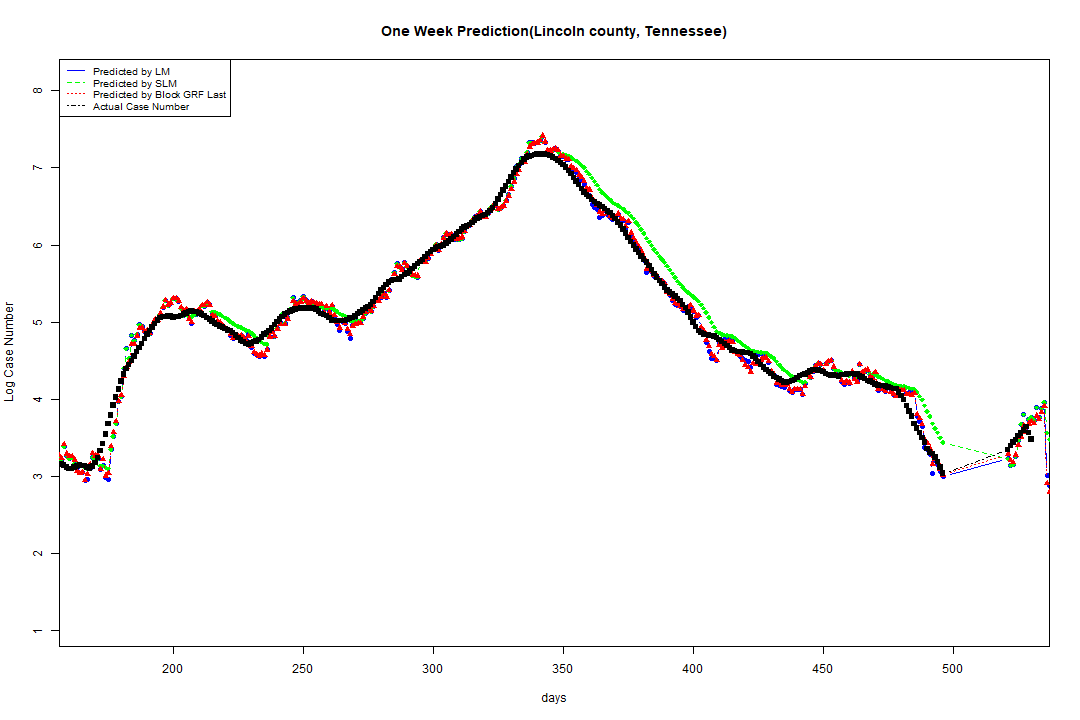 One Week Prediction(Lincoln county, Tennessee)
Predicted by LM
Predicted by SLM
Predicted by Block GRF Last
Actual Case Number
Log Case Number
8
7
6
5
4
3
2
1
200 250 300 350 400 450 500
days